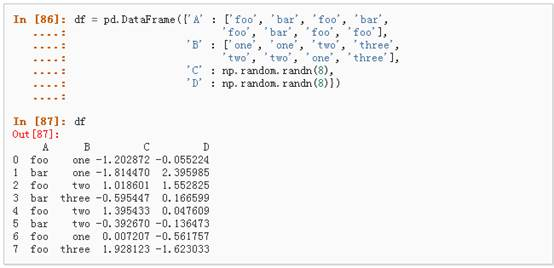 In [86]: df = pd.DataFrame({'A' : ['foo', 'bar', 'foo', 'bar',
....: 'foo', 'bar', 'foo', 'foo'],
....: 'B' : ['one', 'one', 'two', 'three',
....: 'two', 'two', 'one', 'three'],
....: 'C' : np.random.randn(8),
....: 'D' : np.random.randn(8)})
....:
In [87]: df
Out[87]:
A B C D
0 foo one -1.202872 -0.055224
1 bar one -1.814470 2.395985
2 foo two 1.018601 1.552825
3 bar three -0.595447 0.166599
4 foo two 1.395433 0.047609
5 bar two -0.392670 -0.136473
6 foo one 0.007207 -0.561757
7 foo three 1.928123 -1.623033